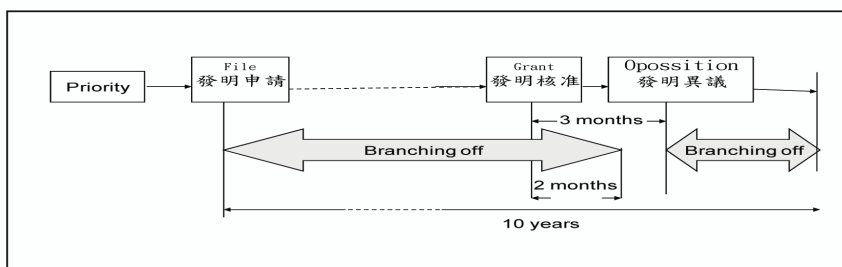 Priority
File
發明申請
Grant
發明核准
Opossition
發明異議
3 months
Branching off
Branching off
2 months
10 years